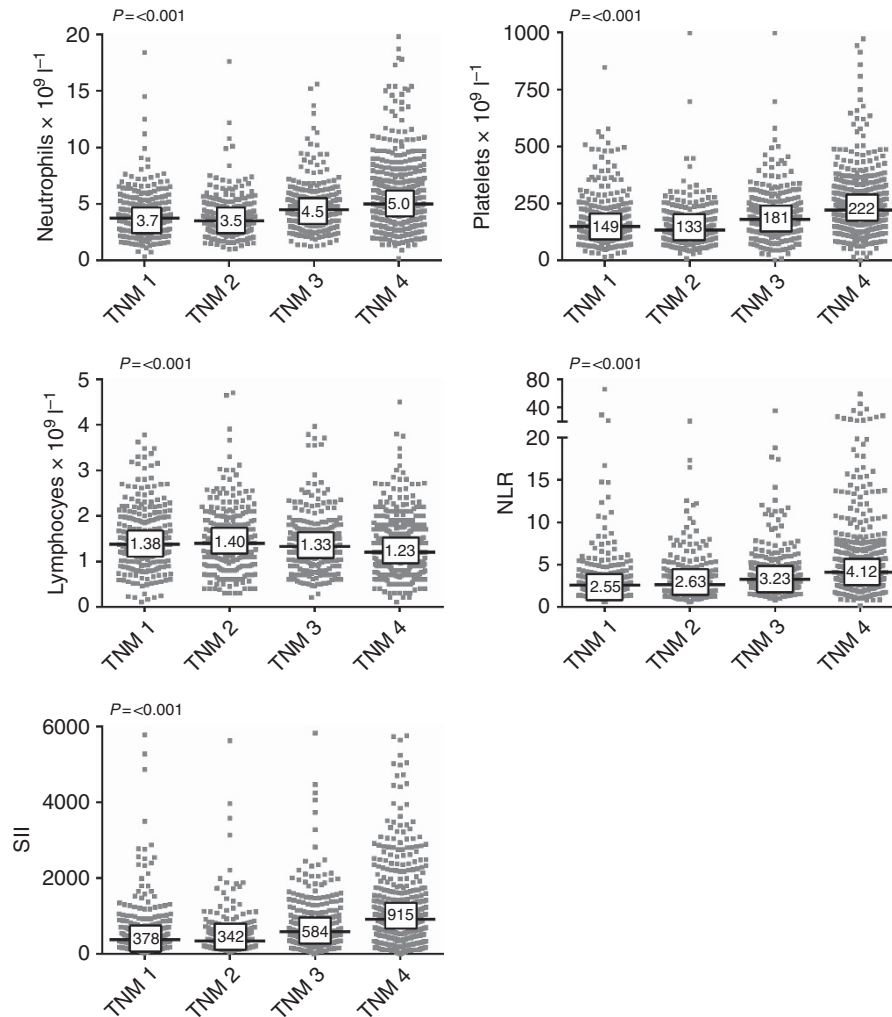 P=<0.001
Neutrophils × 10⁹ l⁻¹
20
15
10
5
0
3.7
3.5
4.5
5.0
TNM 1
TNM 2
TNM 3
TNM 4
P=<0.001
Platelets × 10⁹ l⁻¹
1000
750
500
250
0
149
133
181
222
TNM 1
TNM 2
TNM 3
TNM 4
P=<0.001
Lymphocyes × 10⁹ l⁻¹
5
4
3
2
1
0
1.38
1.40
1.33
1.23
TNM 1
TNM 2
TNM 3
TNM 4
P=<0.001
NLR
80
40
20
15
10
5
0
2.55
2.63
3.23
4.12
TNM 1
TNM 2
TNM 3
TNM 4
P=<0.001
SII
6000
4000
2000
0
378
342
584
915
TNM 1
TNM 2
TNM 3
TNM 4